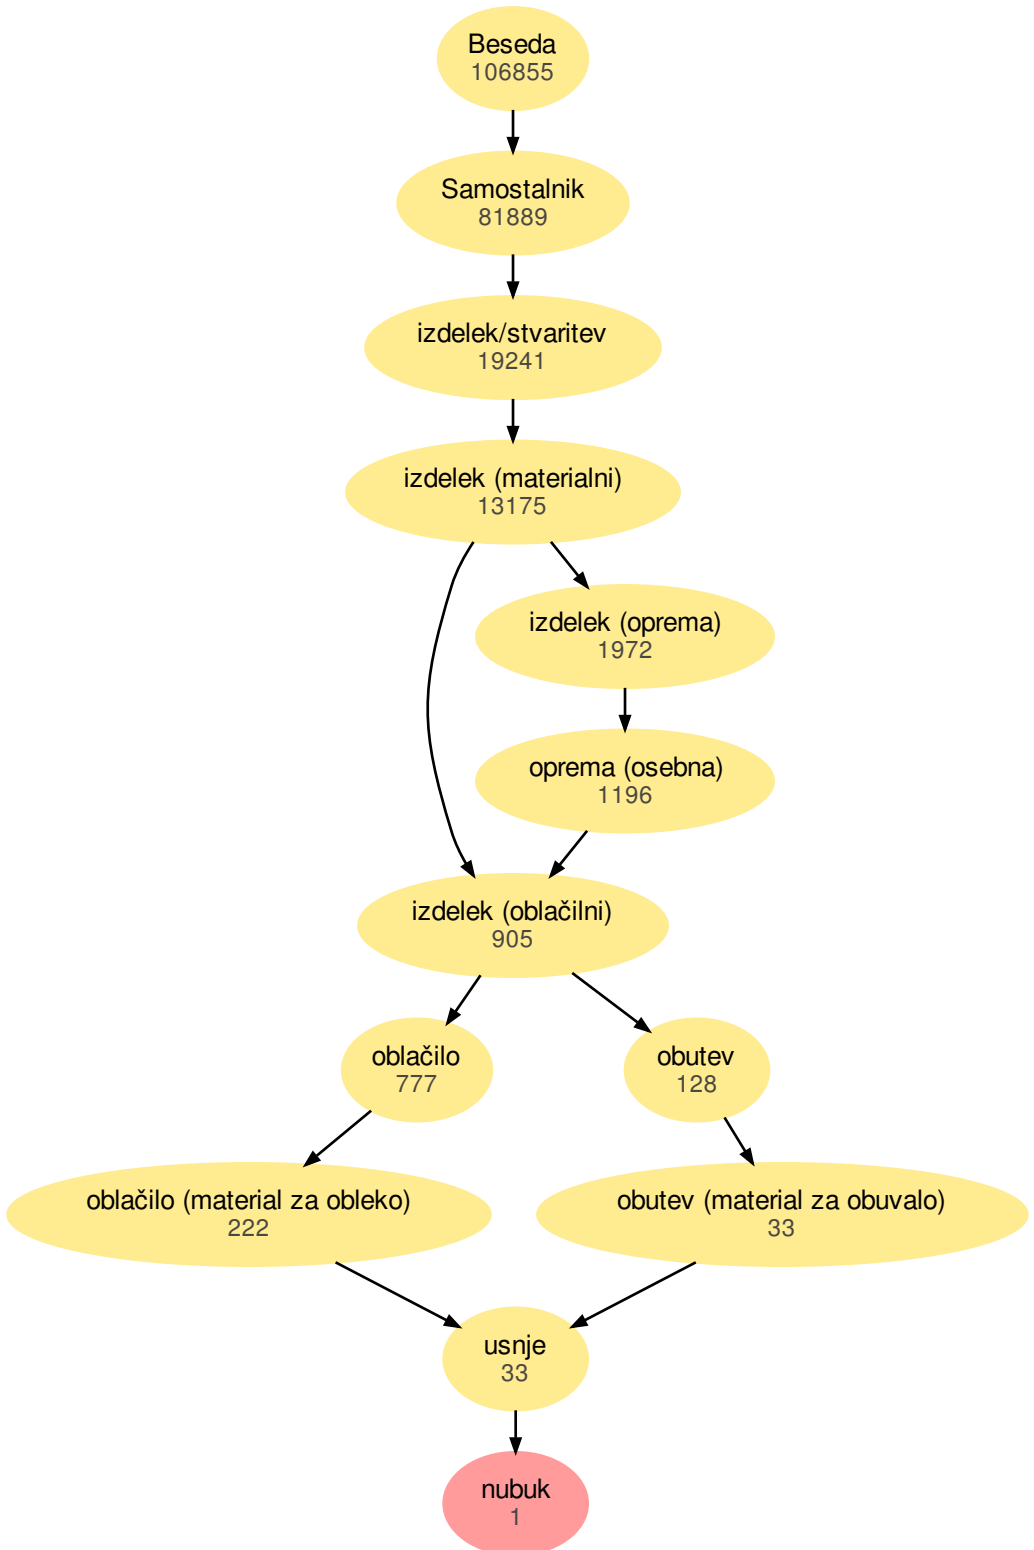 Beseda
106855
Samostalnik
81889
izdelek/stvaritev
19241
izdelek (materialni)
13175
izdelek (oprema)
1972
oprema (osebna)
1196
izdelek (oblačilni)
905
oblačilo
777
obutev
128
oblačilo (material za obleko)
222
obutev (material za obuvalo)
33
usnje
33
nubuk
1